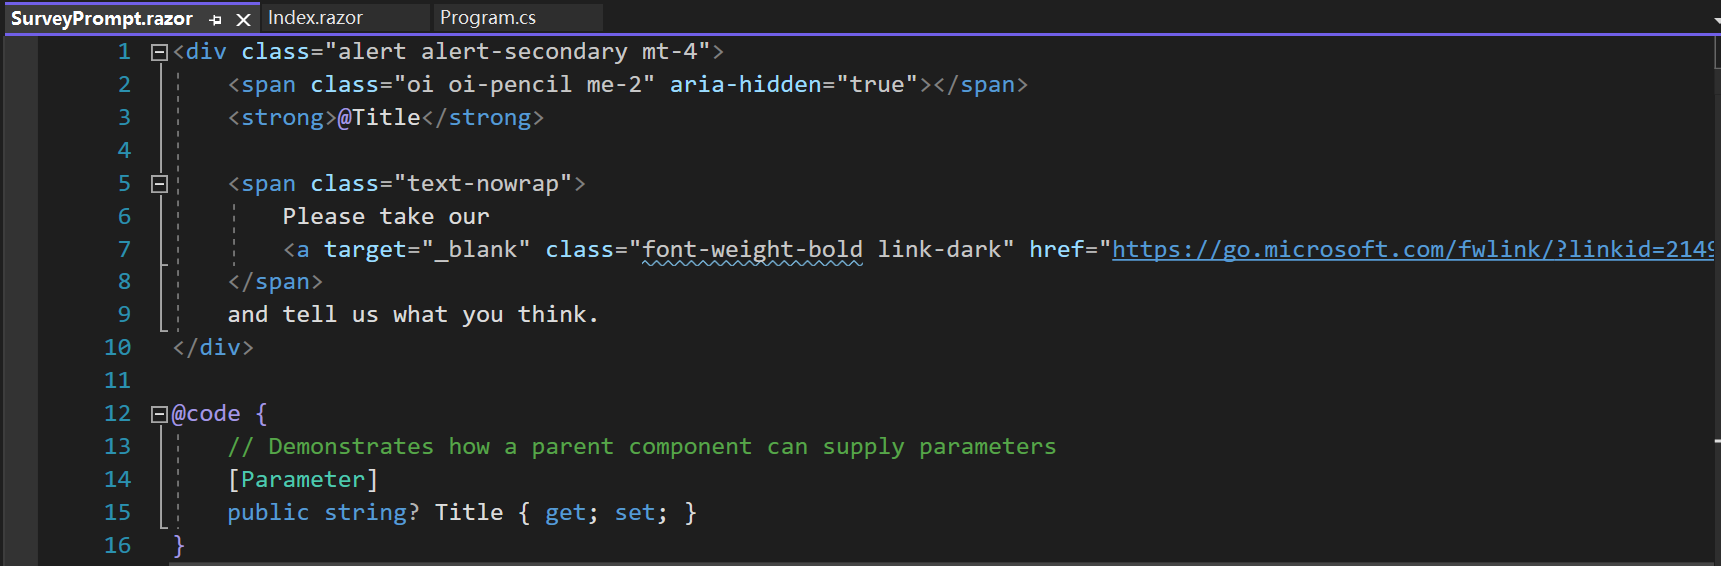 SurveyPrompt.razor Index.razor Program.cs
1 <div class="alert alert-secondary mt-4">
2 <span class="oi oi-pencil me-2" aria-hidden="true"></span>
3 <strong>@Title</strong>
4
5 <span class="text-nowrap">
6 Please take our
7 <a target="_blank" class="font-weight-bold link-dark" href="https://go.microsoft.com/fwlink/?linkid=2149
8 </span>
9 and tell us what you think.
10 </div>
11
12 @code {
13 // Demonstrates how a parent component can supply parameters
14 [Parameter]
15 public string? Title { get; set; }
16 }